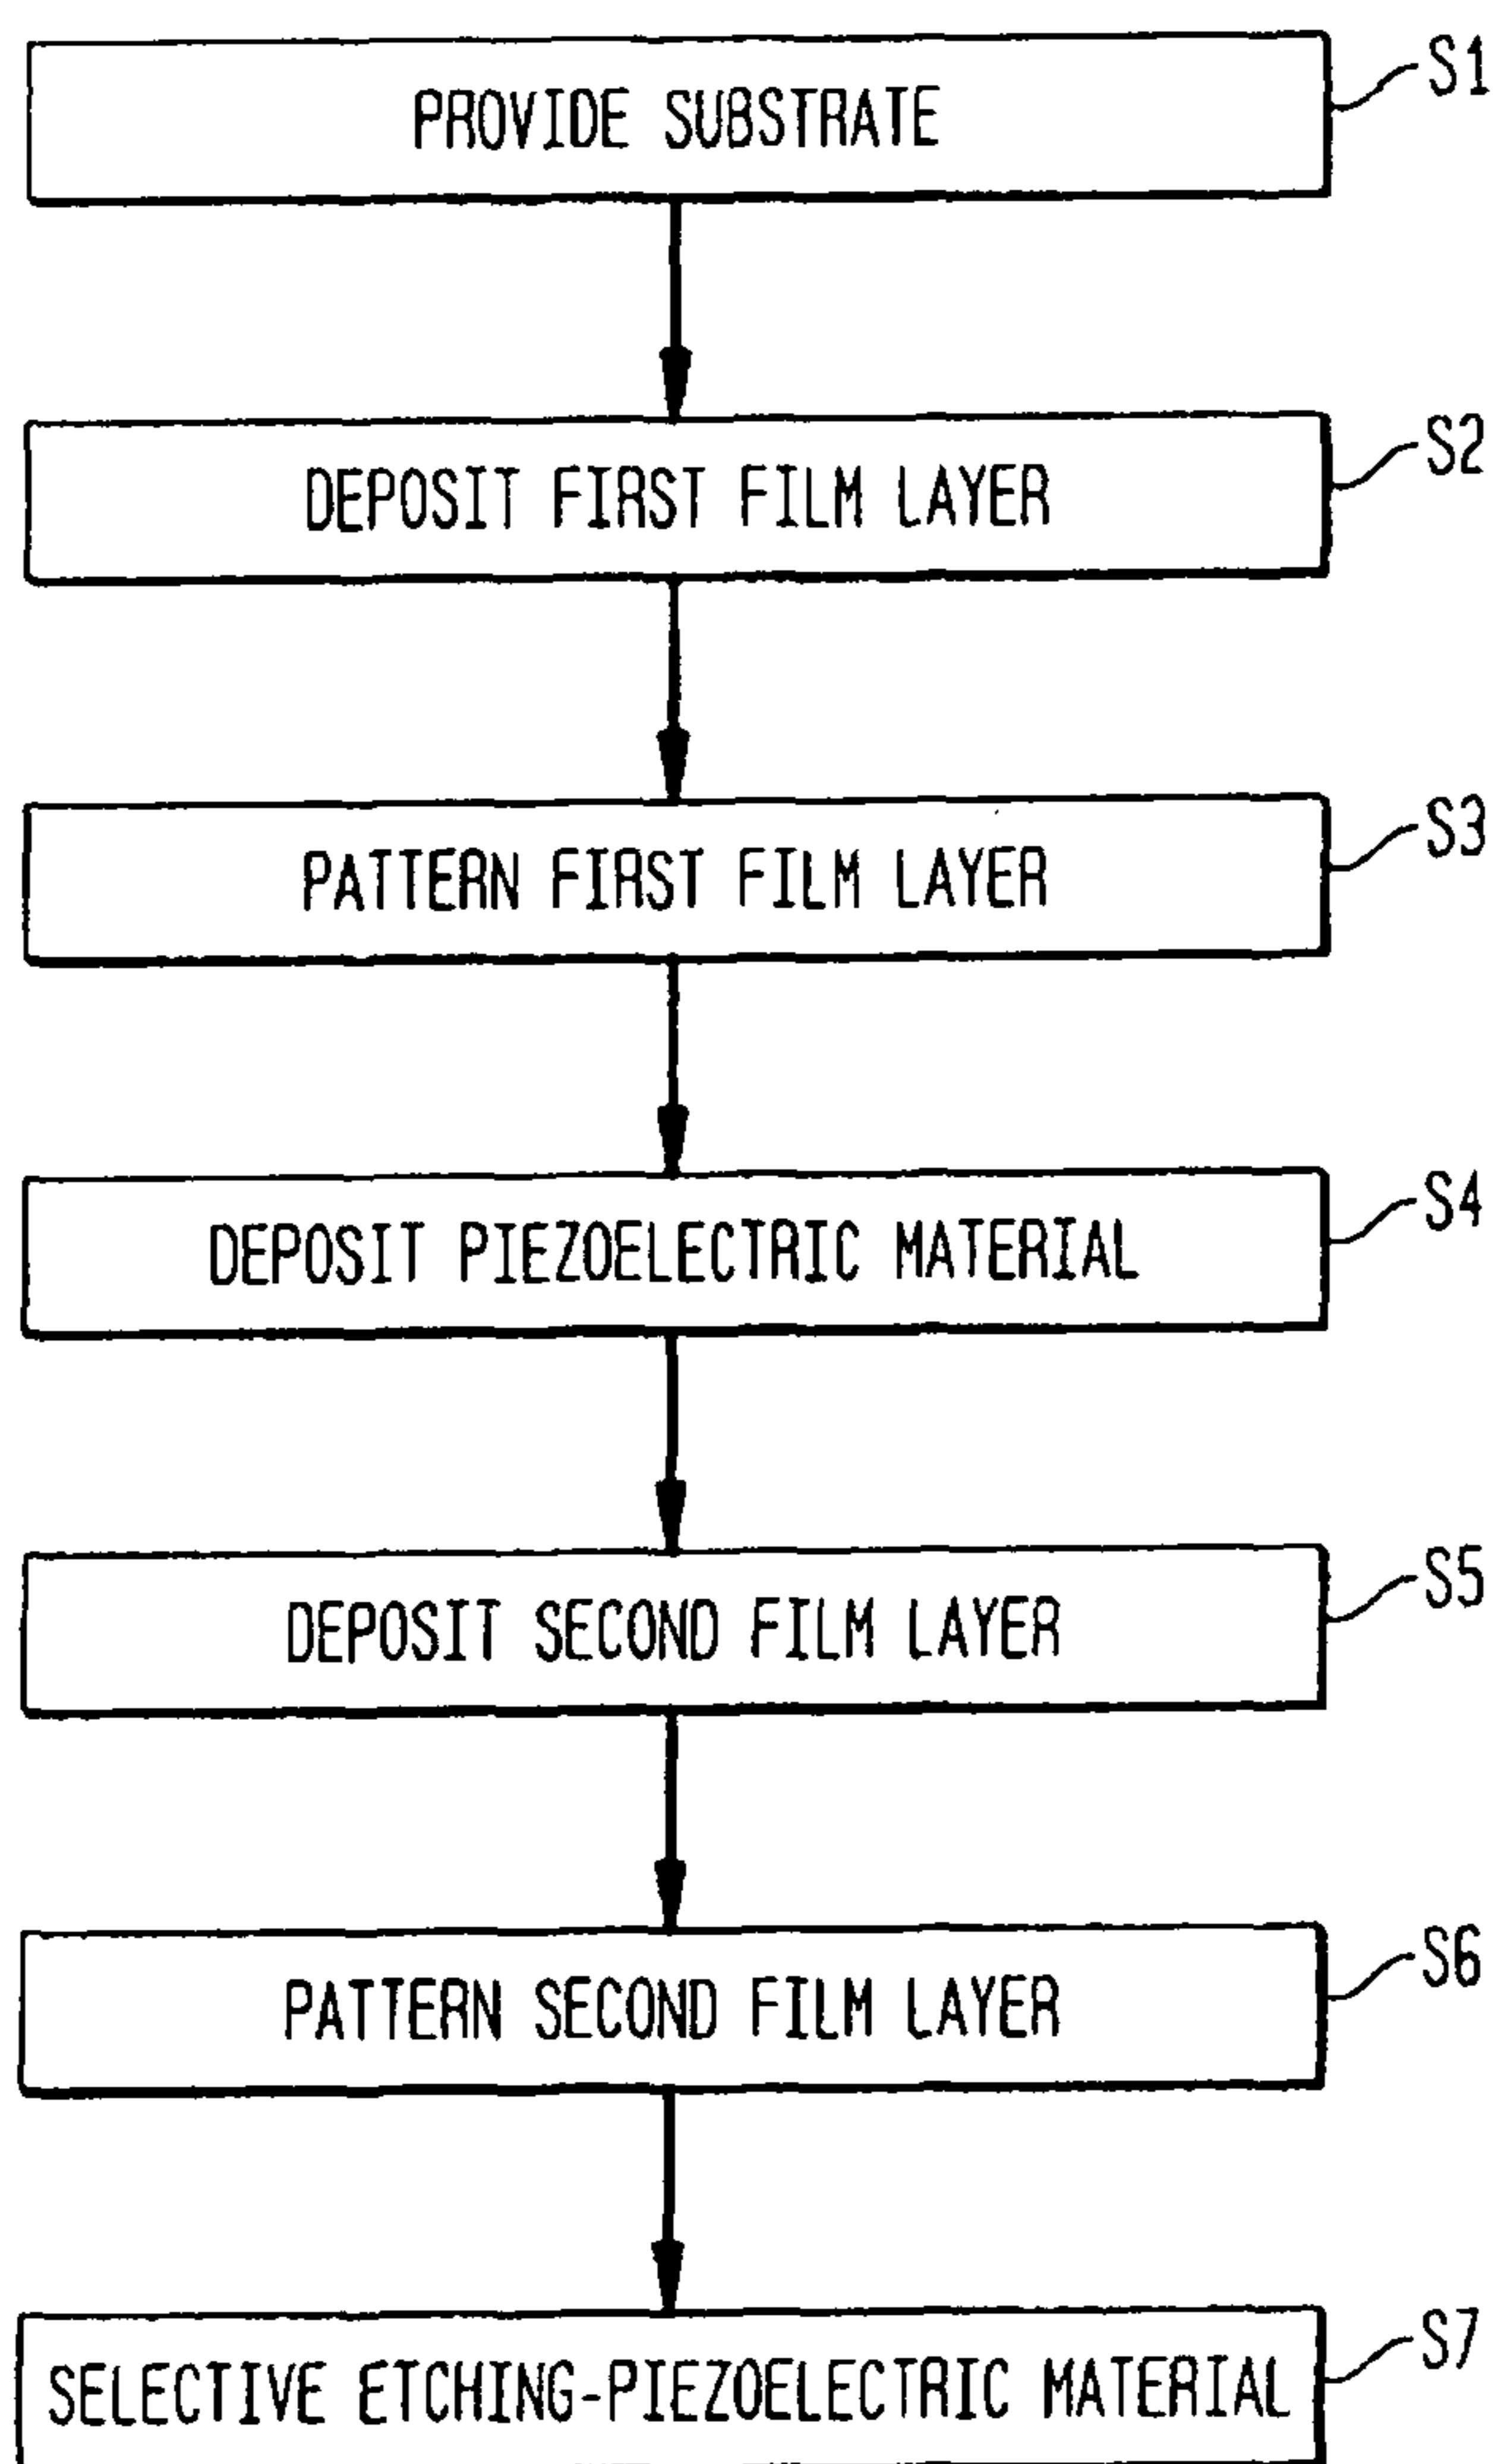 PROVIDE SUBSTRATE
S1
DEPOSIT FIRST FILM LAYER
S2
PATTERN FIRST FILM LAYER
S3
DEPOSIT PIEZOELECTRIC MATERIAL
S4
DEPOSIT SECOND FILM LAYER
S5
PATTERN SECOND FILM LAYER
S6
SELECTIVE ETCHING-PIEZOELECTRIC MATERIAL
S7